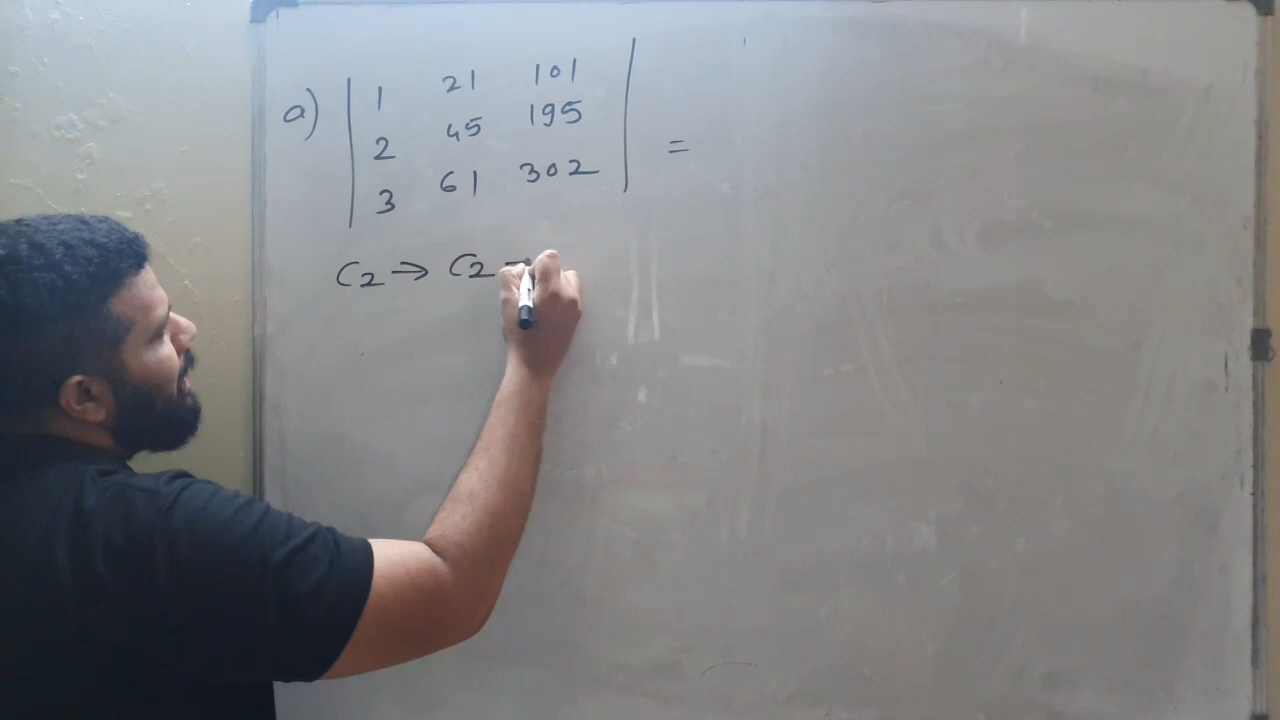 a) | 1 21 101 |
2 45 195 =
3 61 302
C2 → C2 -